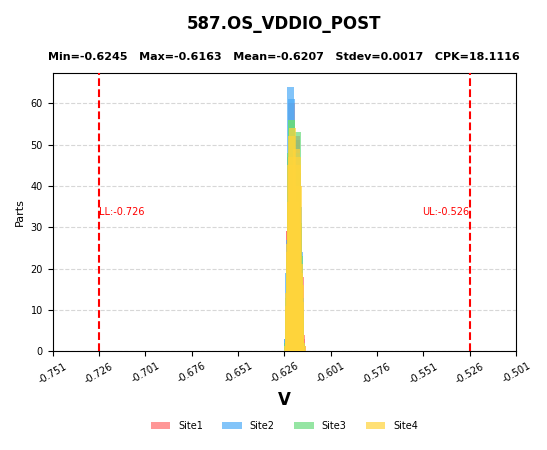 587.OS_VDDIO_POST
Min=-0.6245 Max=-0.6163 Mean=-0.6207 Stdev=0.0017 CPK=18.1116
60
50
40
30
20
10
0
Parts
LL:-0.726
UL:-0.526
-0.751 -0.726 -0.701 -0.676 -0.651 -0.626 -0.601 -0.576 -0.551 -0.526 -0.501
V
Site1 Site2 Site3 Site4